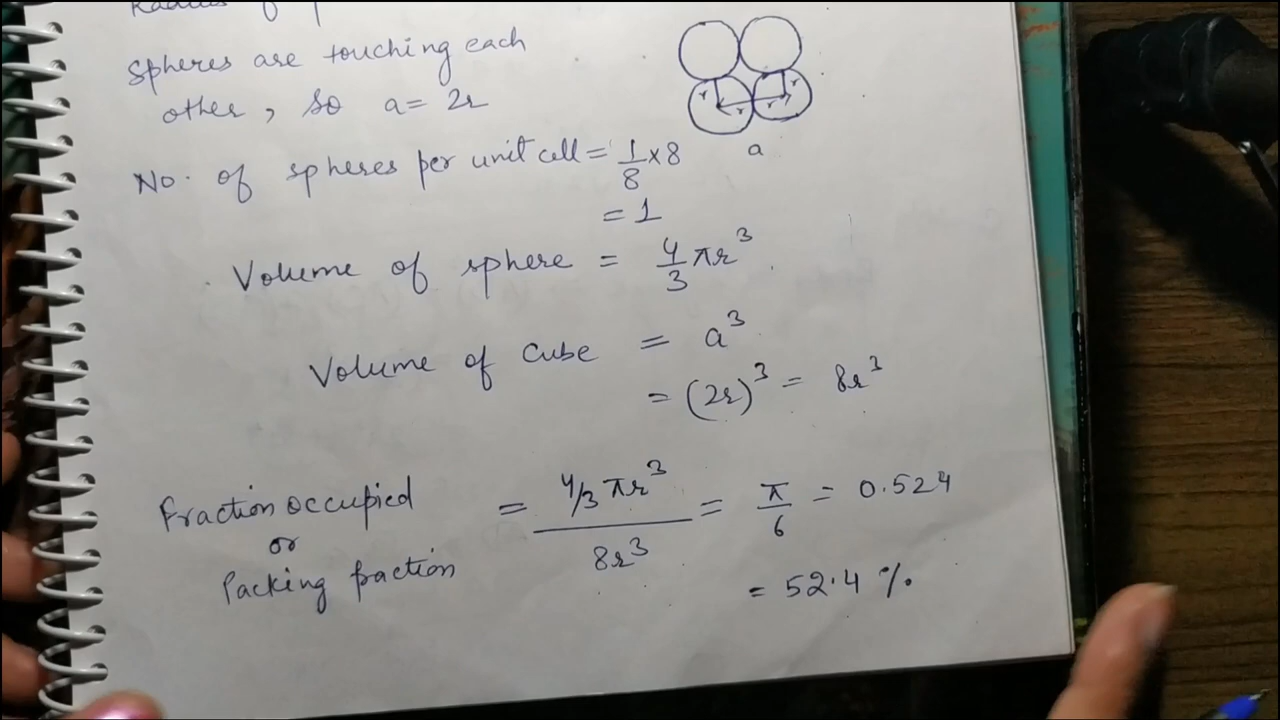 Radius of
spheres are touching each
other, so a = 2r
r r r r
a
No. of spheres per unit cell = 1/8 × 8
= 1
Volume of sphere = 4/3 πr³
Volume of cube = a³
= (2r)³ = 8r³
Fraction occupied
or
Packing fraction
= 4/3 πr³ / 8r³ = π/6 = 0.524
= 52.4 %.